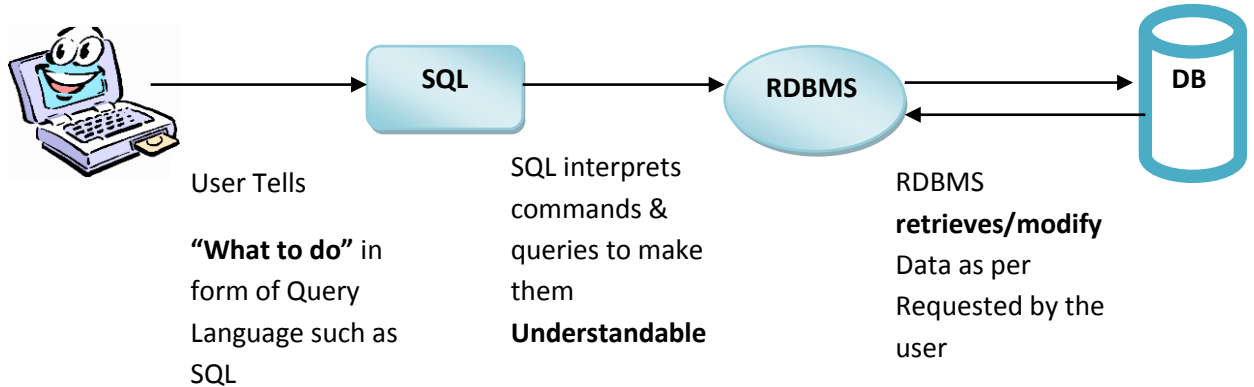 SQL
RDBMS
DB
User Tells
“What to do” in
form of Query
Language such as
SQL
SQL interprets
commands &
queries to make
them
Understandable
RDBMS
retrieves/modify
Data as per
Requested by the
user